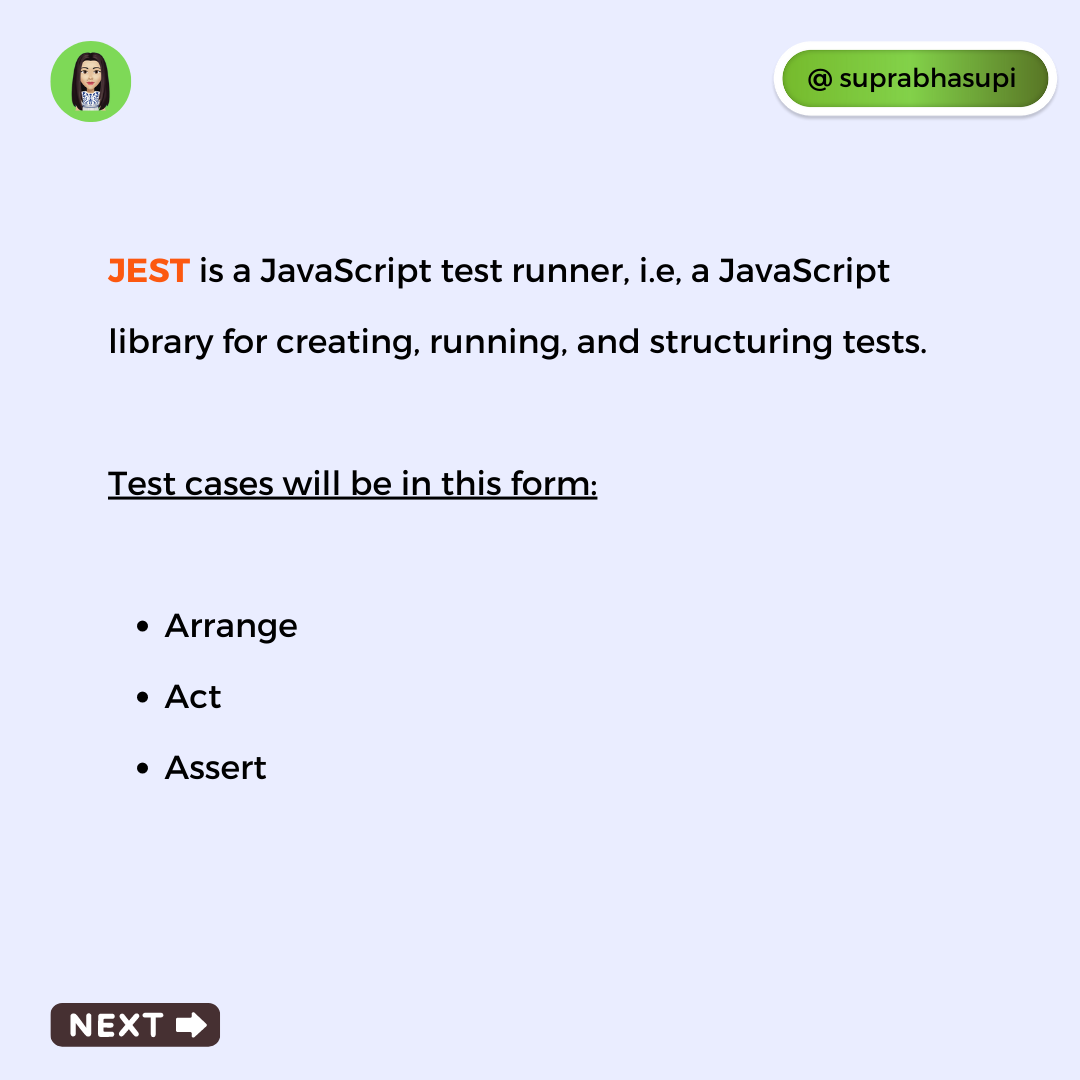 @ suprabhasupi
JEST is a JavaScript test runner, i.e, a JavaScript
library for creating, running, and structuring tests.
Test cases will be in this form:
• Arrange
• Act
• Assert
NEXT